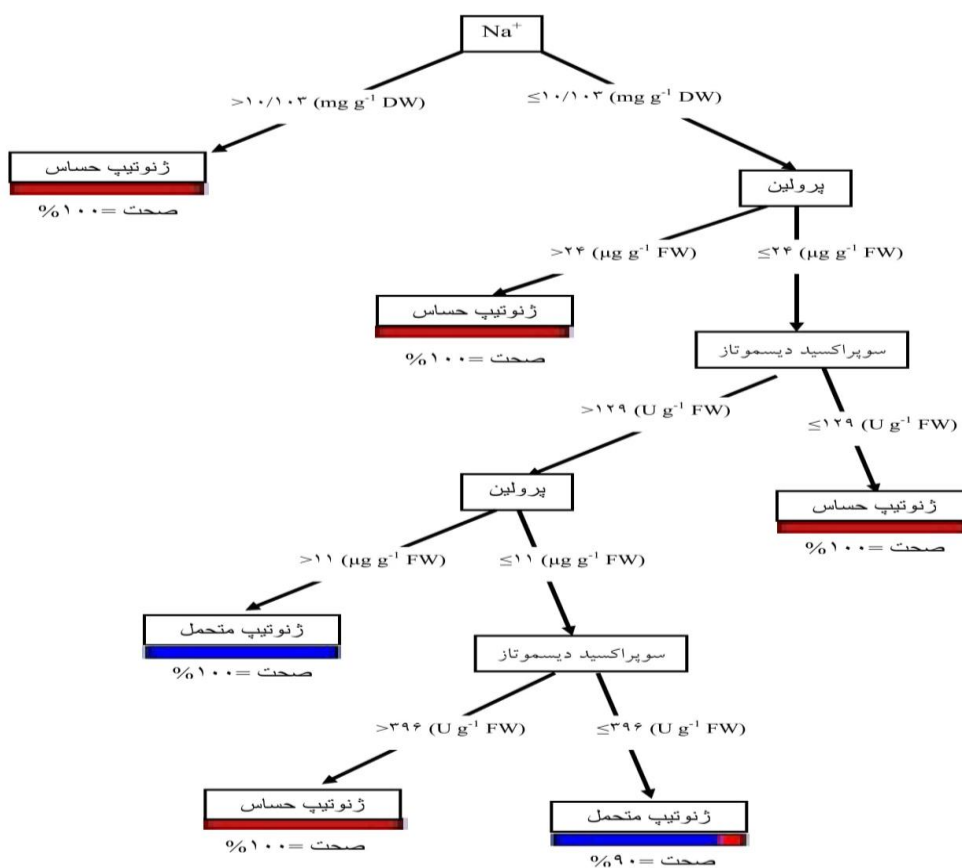 Na⁺
>۱۰/۱۰۳ (mg g⁻¹ DW)
≤۱۰/۱۰۳ (mg g⁻¹ DW)
ژنوتیپ حساس
صحت =۱۰۰%
پرولین
>۲۴ (µg g⁻¹ FW)
≤۲۴ (µg g⁻¹ FW)
ژنوتیپ حساس
صحت =۱۰۰%
سوپراکسید دیسموتاز
>۱۲۹ (U g⁻¹ FW)
≤۱۲۹ (U g⁻¹ FW)
پرولین
ژنوتیپ حساس
صحت =۱۰۰%
>۱۱ (µg g⁻¹ FW)
≤۱۱ (µg g⁻¹ FW)
ژنوتیپ متحمل
صحت =۱۰۰%
سوپراکسید دیسموتاز
>۳۹۶ (U g⁻¹ FW)
≤۳۹۶ (U g⁻¹ FW)
ژنوتیپ حساس
صحت =۱۰۰%
ژنوتیپ متحمل
صحت =۹۰%